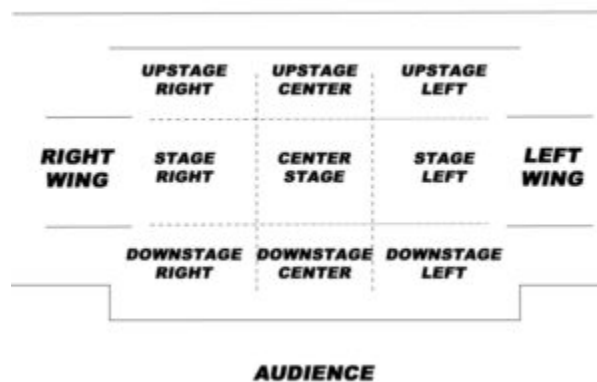 UPSTAGE RIGHT
UPSTAGE CENTER
UPSTAGE LEFT
RIGHT WING
STAGE RIGHT
CENTER STAGE
STAGE LEFT
LEFT WING
DOWNSTAGE RIGHT
DOWNSTAGE CENTER
DOWNSTAGE LEFT
AUDIENCE